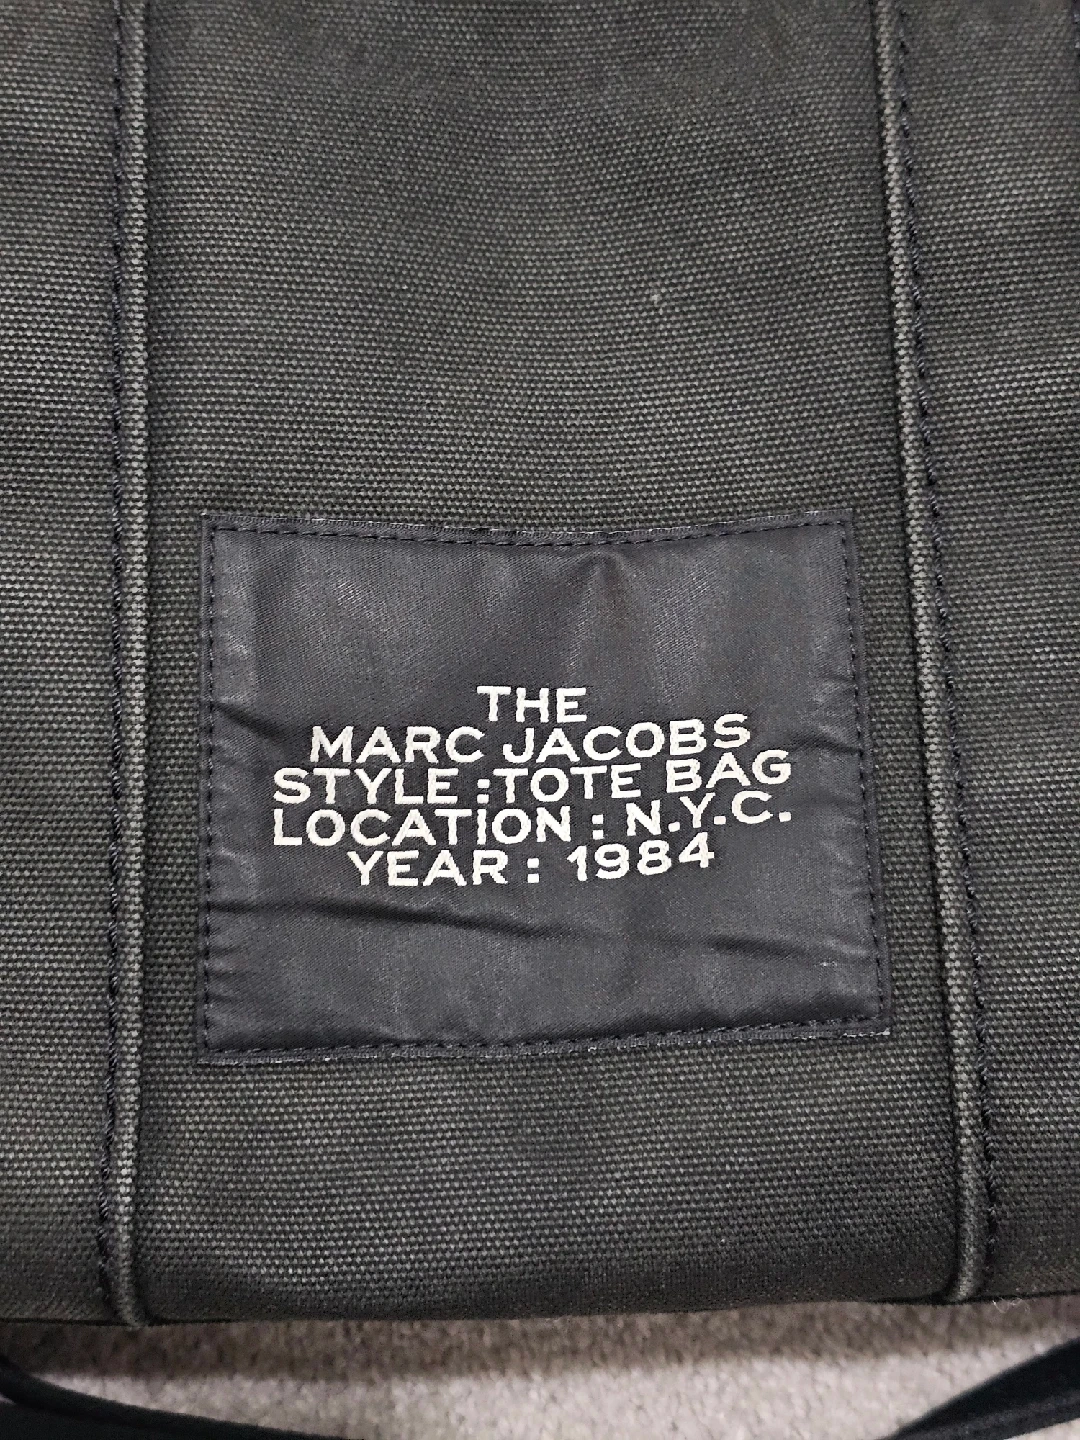 THE
MARC JACOBS
STYLE :TOTE BAG
LOCATION : N.Y.C.
YEAR : 1984